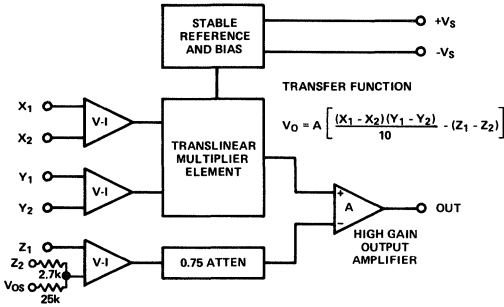 STABLE
REFERENCE
AND BIAS
+VS
-VS
TRANSFER FUNCTION
VO = A [ (X1 - X2) (Y1 - Y2) / 10 - (Z1 - Z2) ]
X1
X2
V-I
TRANSLINEAR
MULTIPLIER
ELEMENT
Y1
Y2
V-I
+
A
−
OUT
HIGH GAIN
OUTPUT
AMPLIFIER
Z1
Z2
2.7k
VOS
25k
V-I
0.75 ATTEN